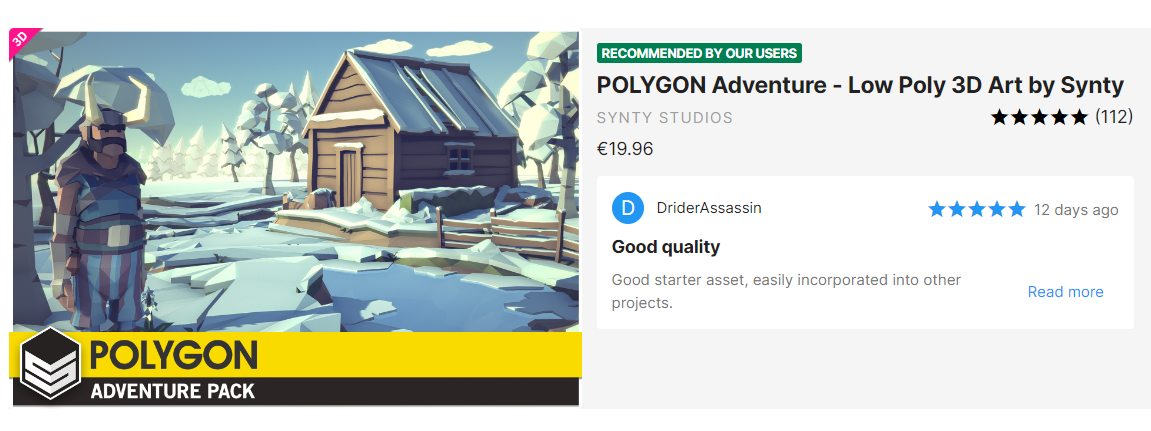 3D
POLYGON
ADVENTURE PACK
RECOMMENDED BY OUR USERS
POLYGON Adventure - Low Poly 3D Art by Synty
SYNTY STUDIOS
(112)
€19.96
D
DriderAssassin
12 days ago
Good quality
Good starter asset, easily incorporated into other
projects.
Read more